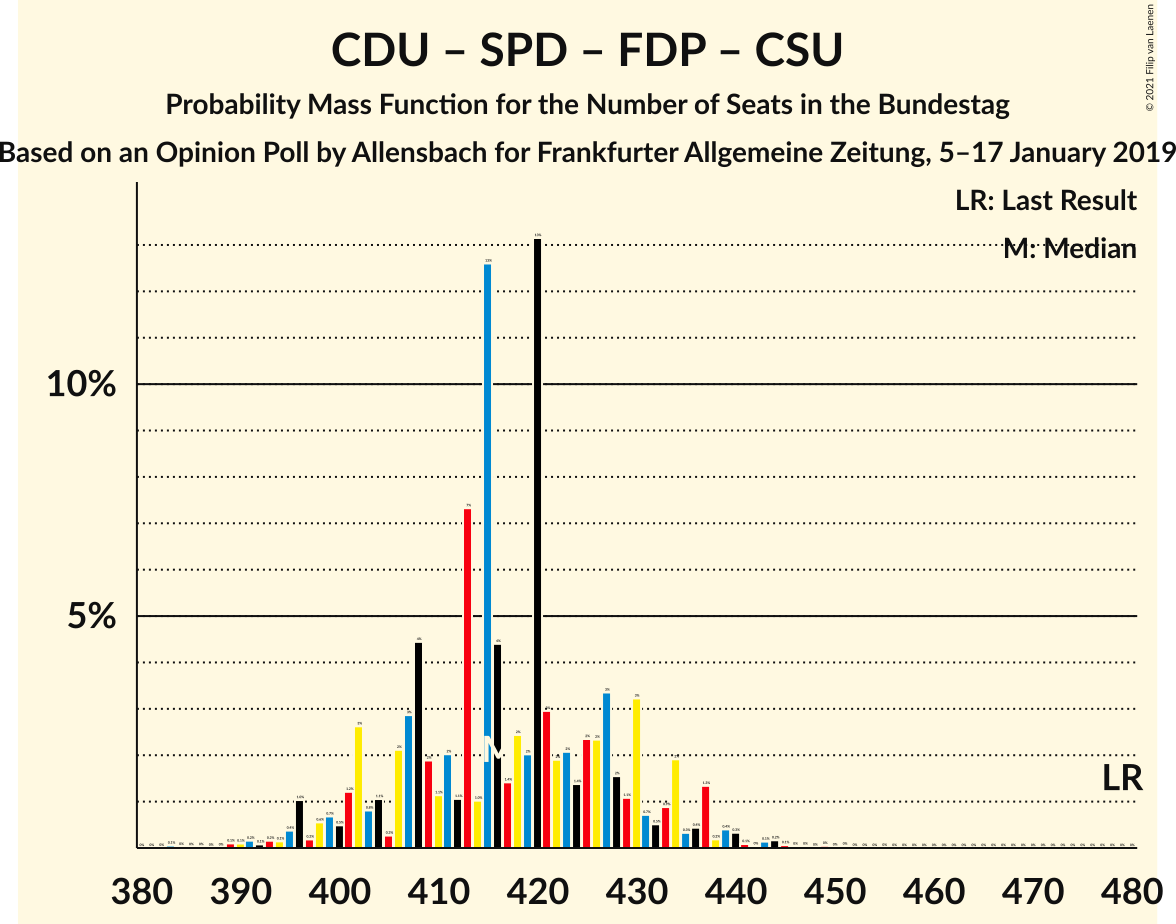 CDU – SPD – FDP – CSU
Probability Mass Function for the Number of Seats in the Bundestag
Based on an Opinion Poll by Allensbach for Frankfurter Allgemeine Zeitung, 5–17 January 2019
© 2021 Filip van Laenen
LR: Last Result
M: Median
10%
5%
M
LR
380 390 400 410 420 430 440 450 460 470 480